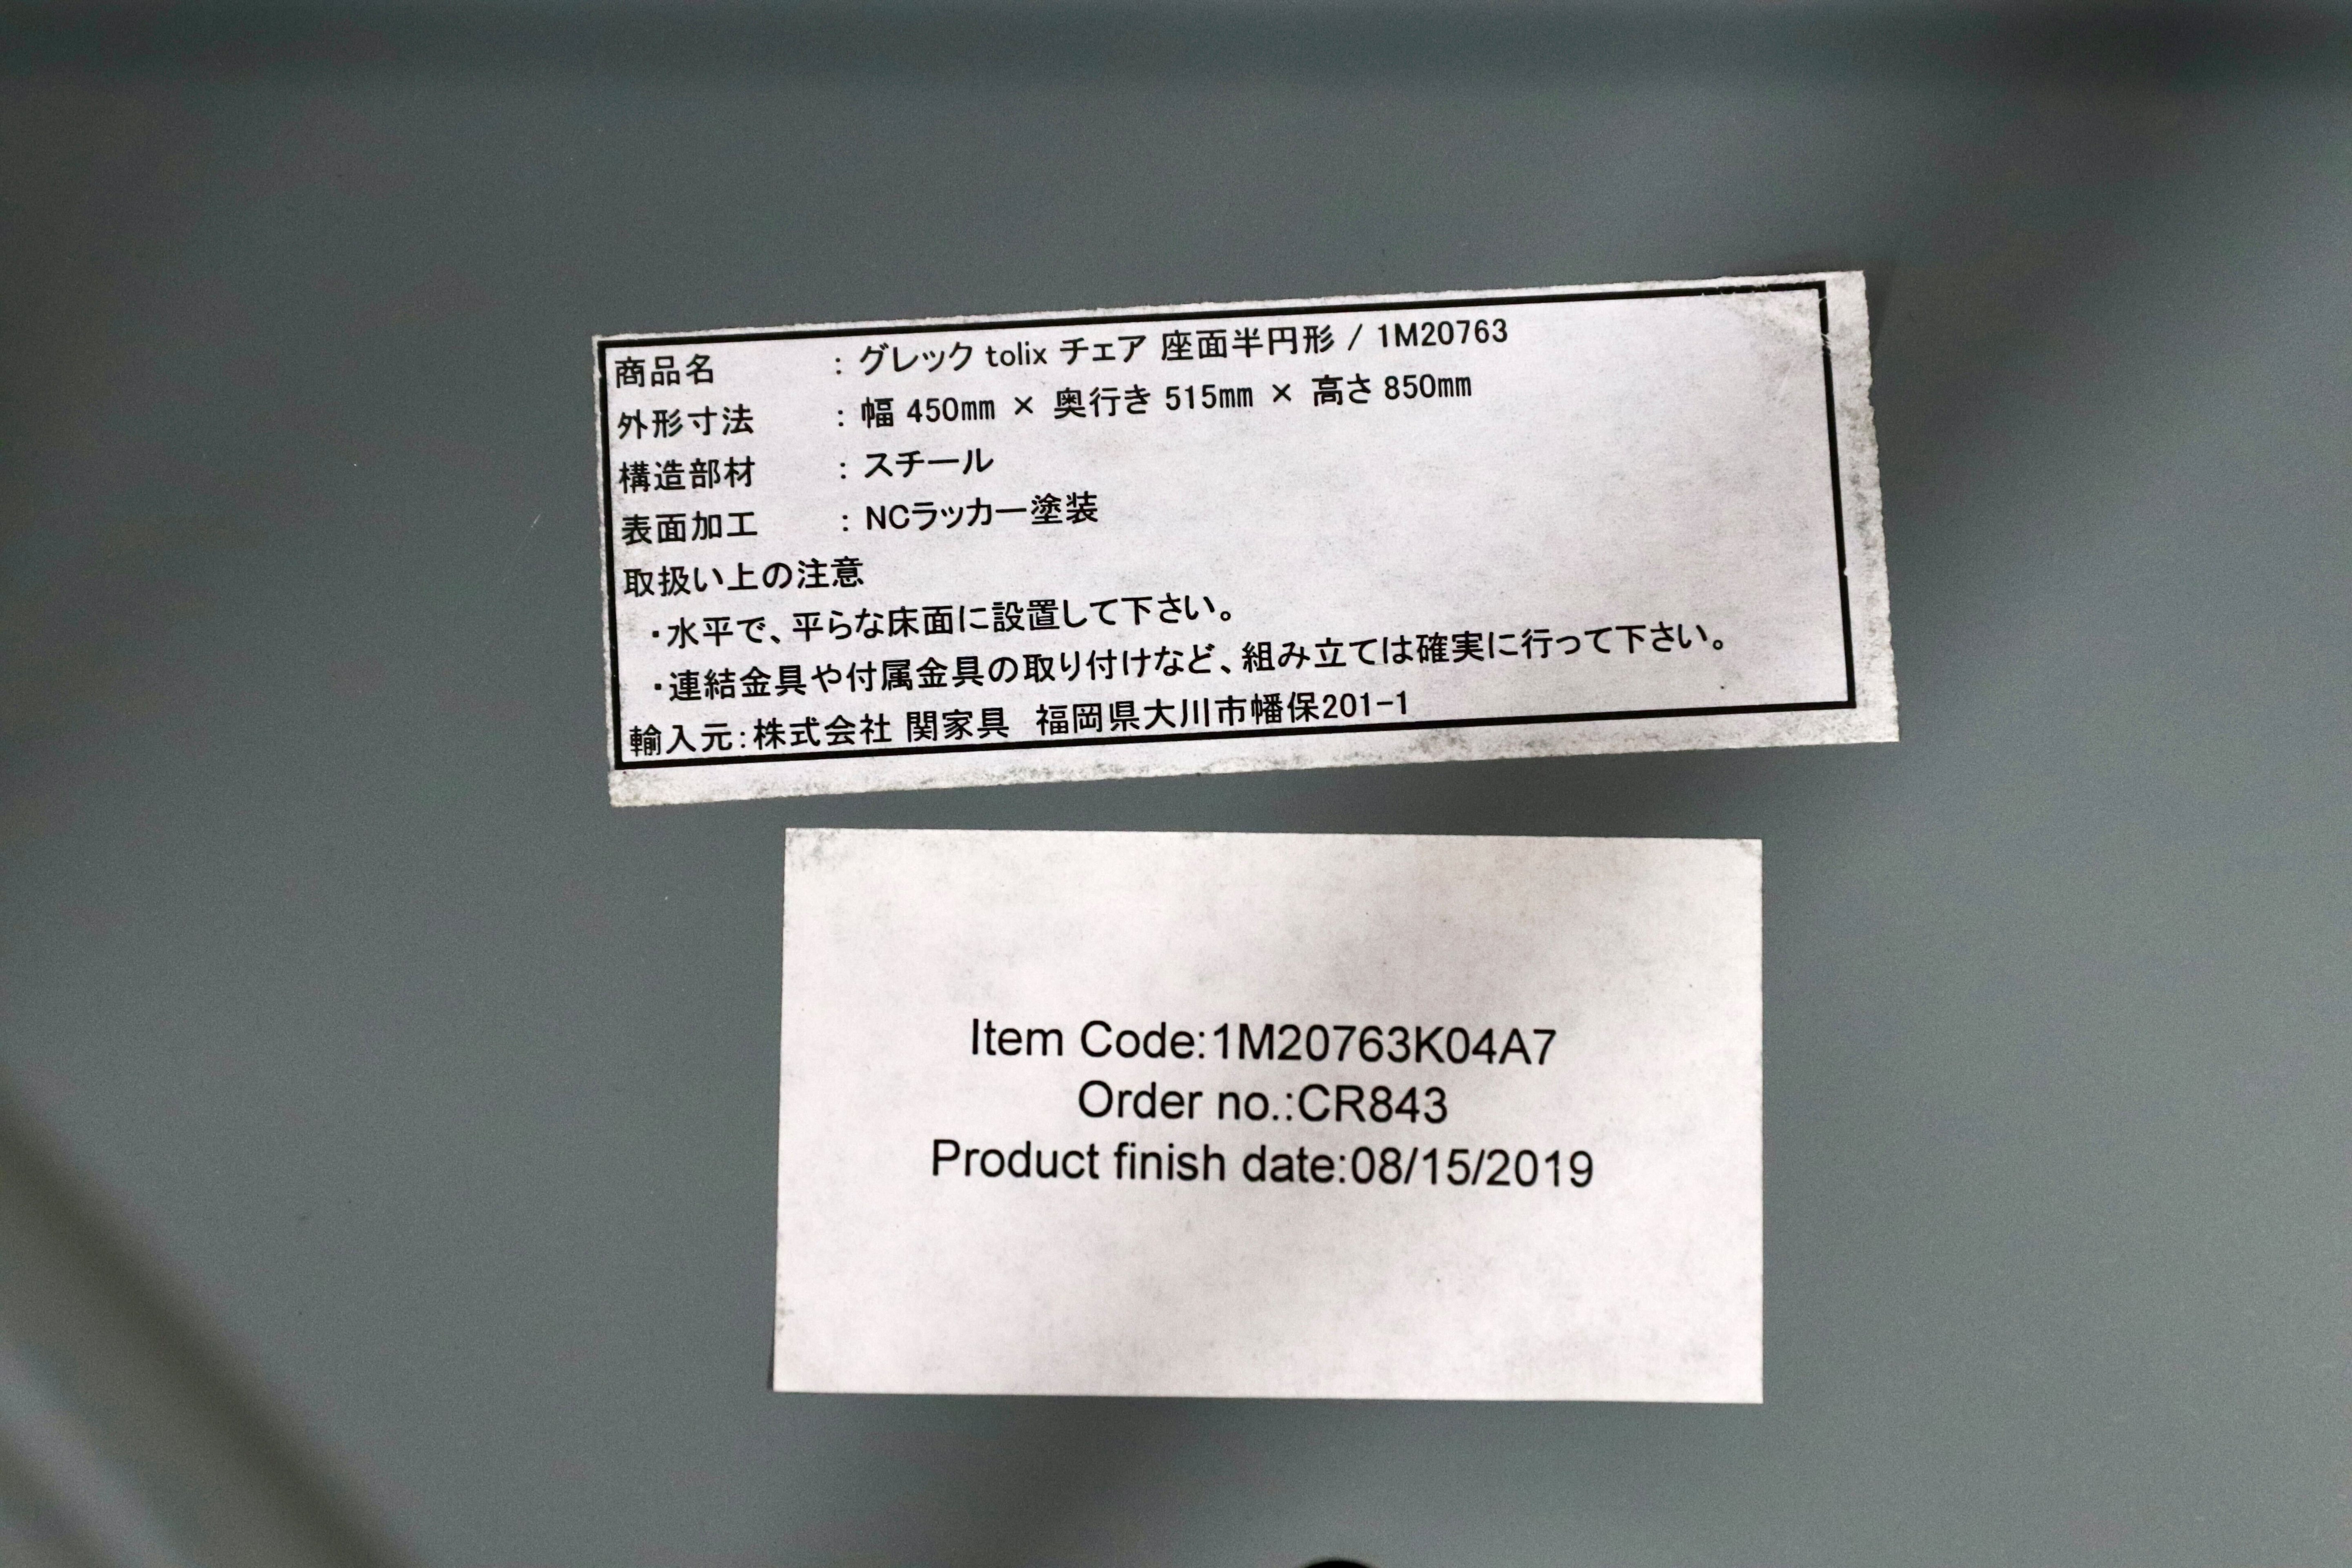 商品名 : グレック tolix チェア 座面半円形 / 1M20763
外形寸法 : 幅 450mm × 奥行き 515mm × 高さ 850mm
構造部材 : スチール
表面加工 : NCラッカー塗装
取扱い上の注意
・水平で、平らな床面に設置して下さい。
・連結金具や付属金具の取り付けなど、組み立ては確実に行って下さい。
輸入元:株式会社 関家具 福岡県大川市幡保201-1
Item Code:1M20763K04A7
Order no.:CR843
Product finish date:08/15/2019